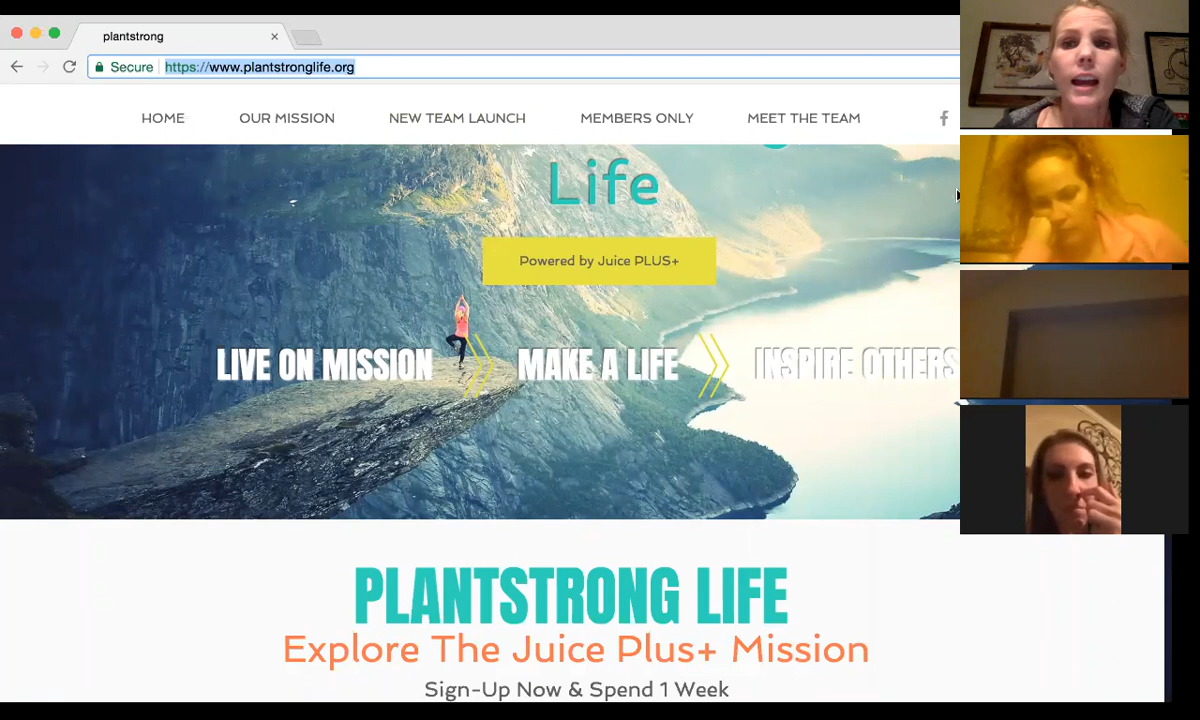 plantstrong
Secure
https://www.plantstronglife.org
HOME
OUR MISSION
NEW TEAM LAUNCH
MEMBERS ONLY
MEET THE TEAM
Life
Powered by Juice PLUS+
LIVE ON MISSION
MAKE A LIFE
INSPIRE OTHERS
PLANTSTRONG LIFE
Explore The Juice Plus+ Mission
Sign-Up Now & Spend 1 Week